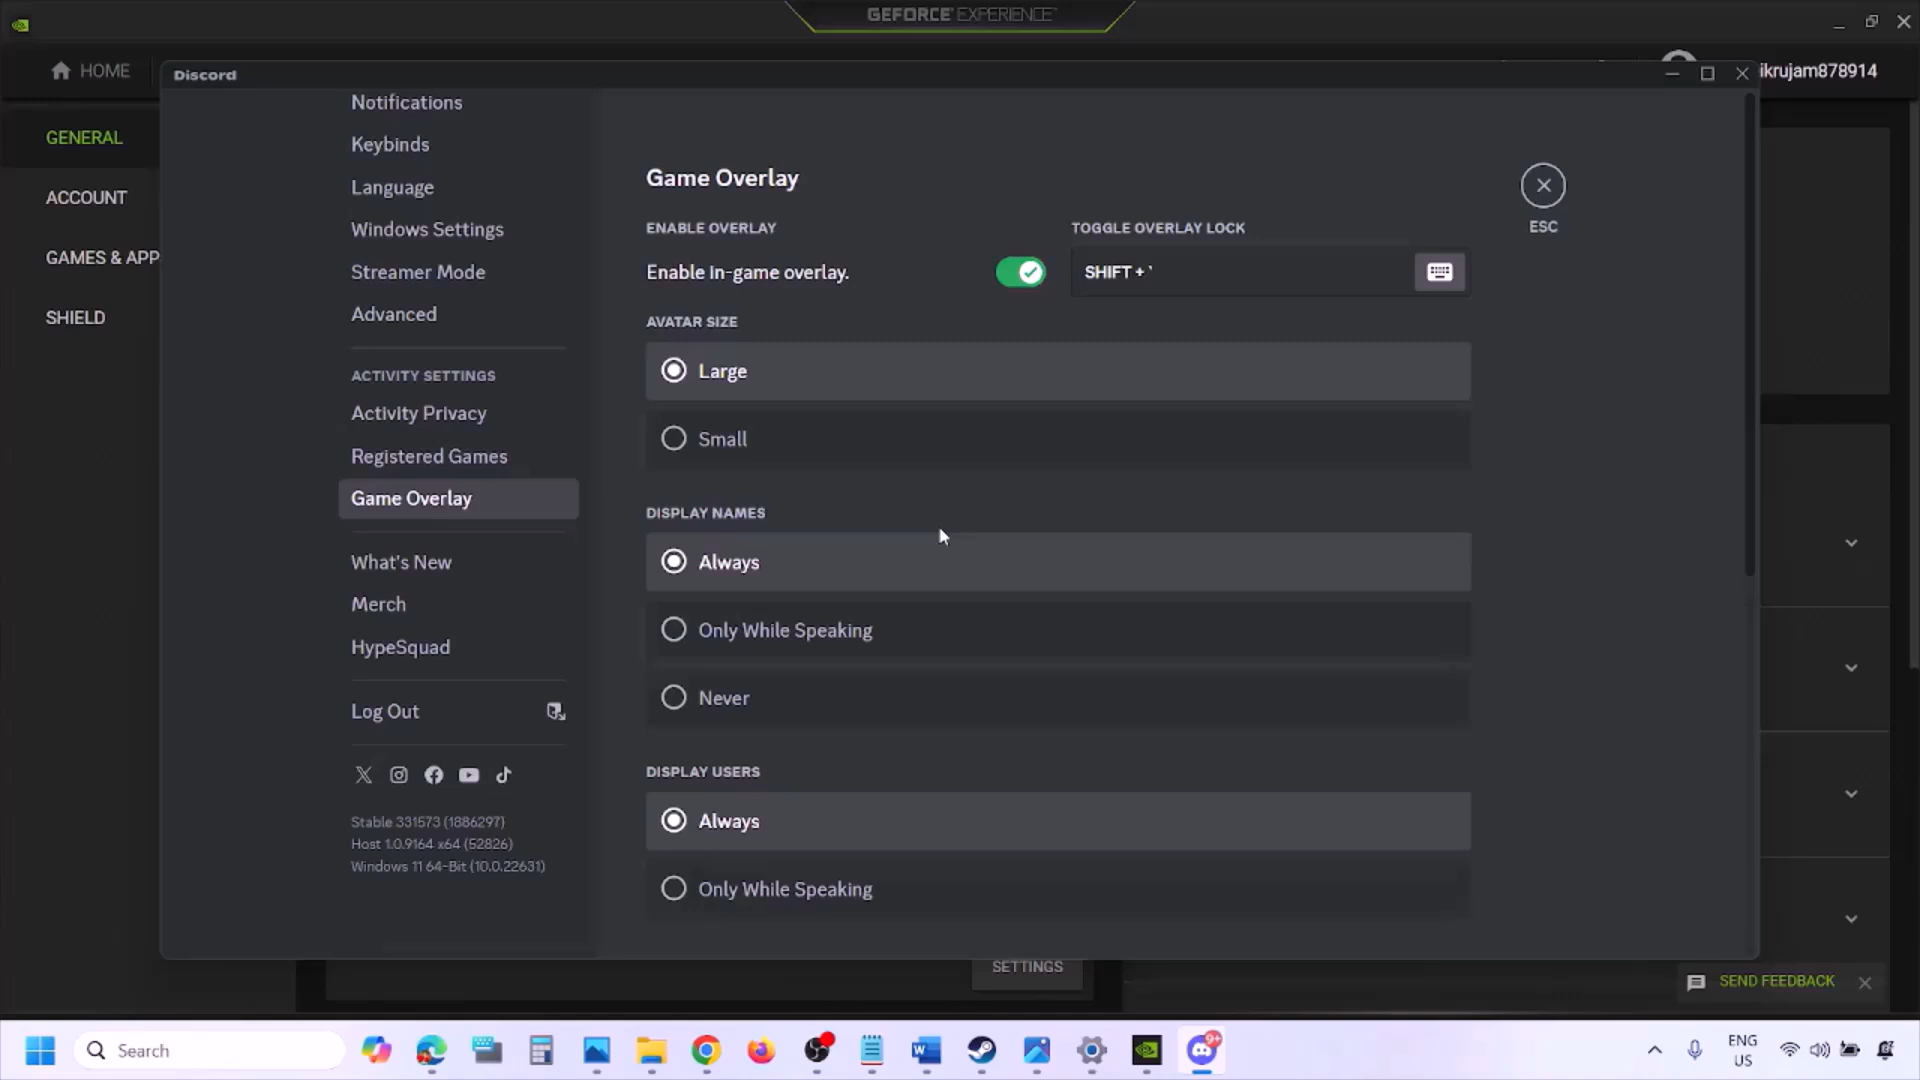 GEFORCE EXPERIENCE
HOME
ikrujam878914
GENERAL
ACCOUNT
GAMES & APP
SHIELD
Discord
Notifications
Keybinds
Language
Windows Settings
Streamer Mode
Advanced
ACTIVITY SETTINGS
Activity Privacy
Registered Games
Game Overlay
What's New
Merch
HypeSquad
Log Out
Stable 331573 (1886297)
Host 1.0.9164 x64 (52826)
Windows 11 64-Bit (10.0.22631)
Game Overlay
ESC
ENABLE OVERLAY
Enable in-game overlay.
TOGGLE OVERLAY LOCK
SHIFT + `
AVATAR SIZE
Large
Small
DISPLAY NAMES
Always
Only While Speaking
Never
DISPLAY USERS
Always
Only While Speaking
SETTINGS
SEND FEEDBACK
Search
9+
ENG
US